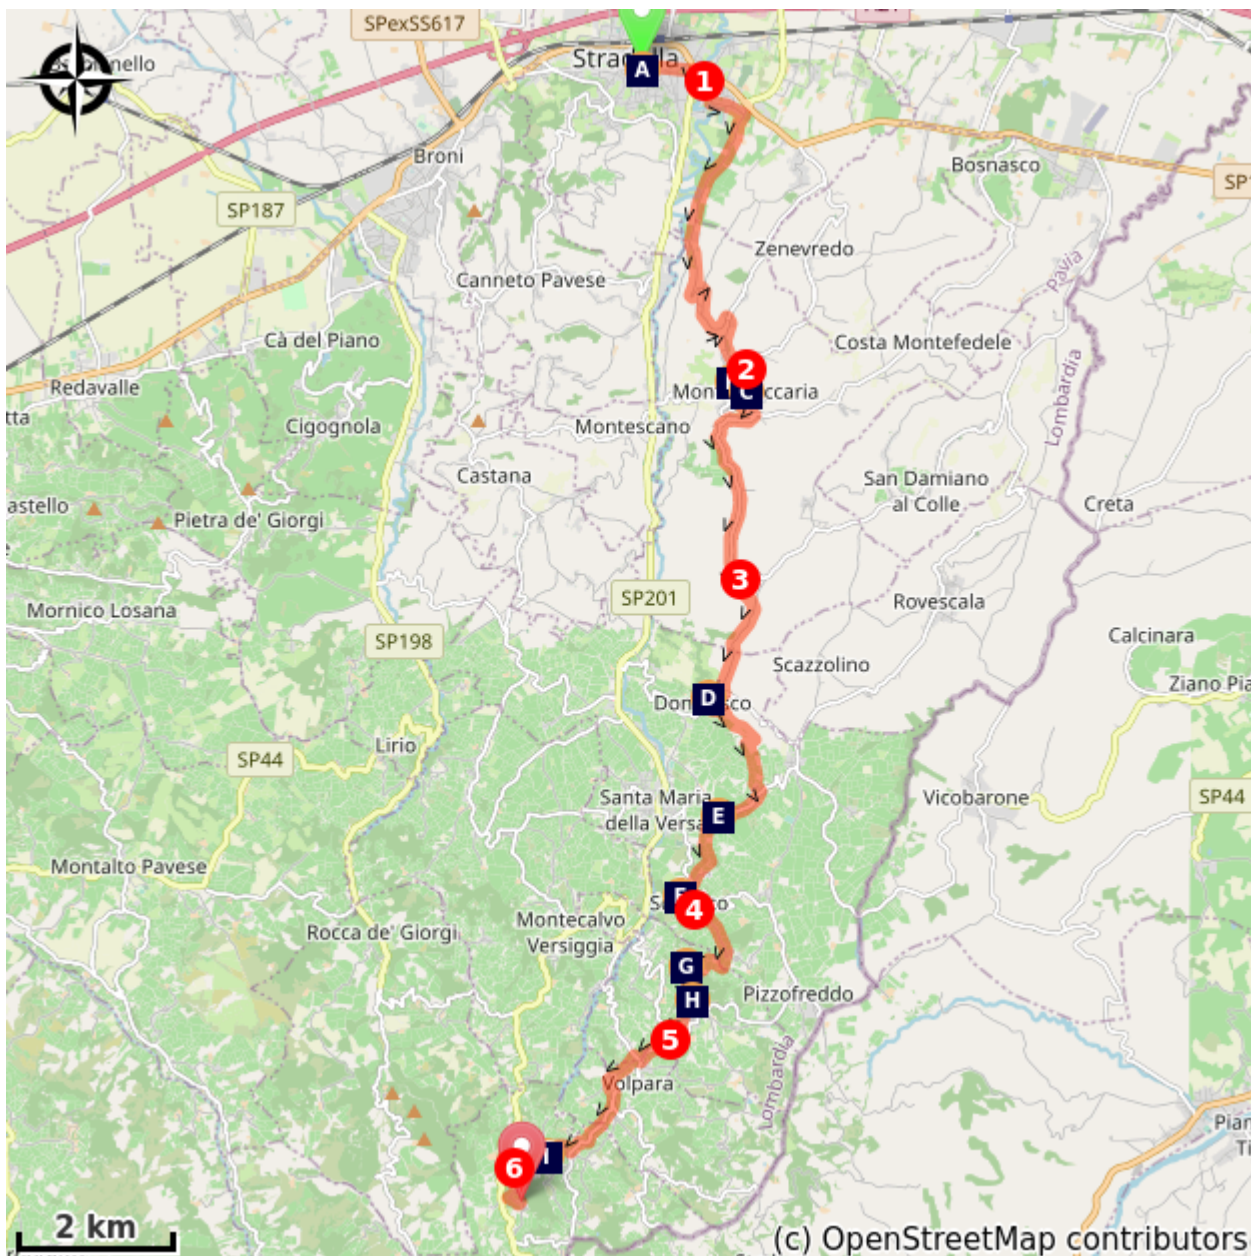 SPexSS617
A
1
Broni
Bosnasco
SP187
Zenevredo
Canneto Pavese
Pavia
Cà del Piano
Costa Montefedele
Lombardia
Redavalle
2
C
Cigognola
Montescano
Castana
San Damiano
al Colle
Creta
Pietra de' Giorgi
3
SP201
Rovescala
Mornico Losana
SP198
Calcinara
Scazzolino
D
Lirio
SP44
Santa Maria
della Versa
E
Vicobarone
SP44
Montalto Pavese
F
4
Montecalvo
Versiggia
Rocca de' Giorgi
G
H
Pizzofreddo
5
Volpara
Lombardia
I
6
2 km
(c) OpenStreetMap contributors